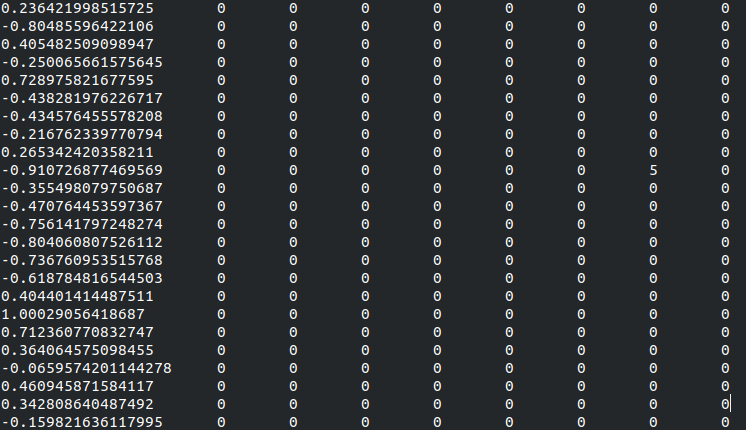 0.236421998515725 0 0 0 0 0 0 0 0
-0.80485596422106 0 0 0 0 0 0 0 0
0.405482509098947 0 0 0 0 0 0 0 0
-0.250065661575645 0 0 0 0 0 0 0 0
0.728975821677595 0 0 0 0 0 0 0 0
-0.438281976226717 0 0 0 0 0 0 0 0
-0.434576455578208 0 0 0 0 0 0 0 0
-0.216762339770794 0 0 0 0 0 0 0 0
0.265342420358211 0 0 0 0 0 0 0 0
-0.910726877469569 0 0 0 0 0 0 5 0
-0.355498079750687 0 0 0 0 0 0 0 0
-0.470764453597367 0 0 0 0 0 0 0 0
-0.756141797248274 0 0 0 0 0 0 0 0
-0.804060807526112 0 0 0 0 0 0 0 0
-0.736760953515768 0 0 0 0 0 0 0 0
-0.618784816544503 0 0 0 0 0 0 0 0
0.404401414487511 0 0 0 0 0 0 0 0
1.00029056418687 0 0 0 0 0 0 0 0
0.712360770832747 0 0 0 0 0 0 0 0
0.364064575098455 0 0 0 0 0 0 0 0
-0.0659574201144278 0 0 0 0 0 0 0 0
0.460945871584117 0 0 0 0 0 0 0 0
0.342808640487492 0 0 0 0 0 0 0 0
-0.159821636117995 0 0 0 0 0 0 0 0